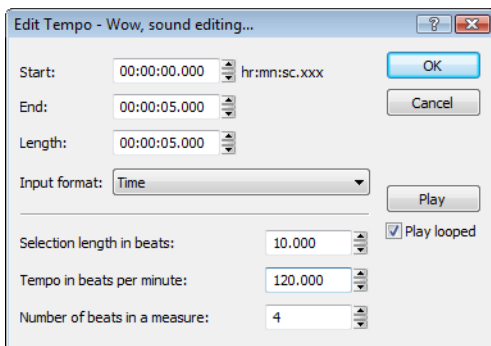 Edit Tempo - Wow, sound editing...
Start: 00:00:00.000 hr:mn:sc.xxx OK
End: 00:00:05.000 Cancel
Length: 00:00:05.000
Input format: Time
Play
Play looped
Selection length in beats: 10.000
Tempo in beats per minute: 120.000
Number of beats in a measure: 4